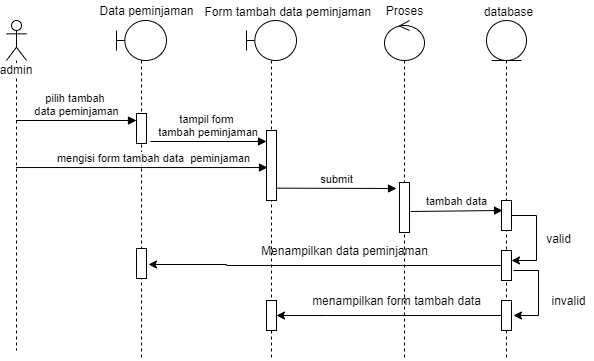 Data peminjaman
Form tambah data peminjaman
Proses
database
admin
pilih tambah
data peminjaman
tampil form
tambah peminjaman
mengisi form tambah data peminjaman
submit
tambah data
valid
Menampilkan data peminjaman
menampilkan form tambah data
invalid